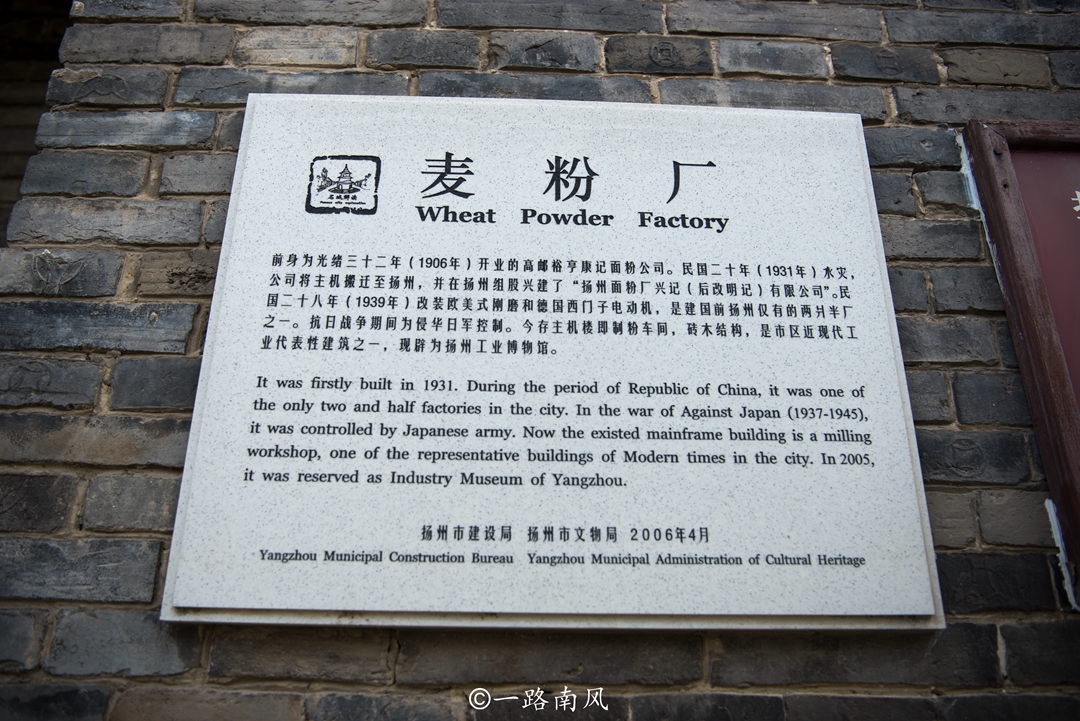 麦粉厂
Wheat Powder Factory
前身为光绪三十二年（1906年）开业的高邮裕亨康记面粉公司。民国二十年（1931年）水灾，
公司将主机搬迁至扬州，并在扬州组股兴建了“扬州面粉厂兴记（后改明记）有限公司”。民
国二十八年（1939年）改装欧美式刚磨和德国西门子电动机，是建国前扬州仅有的两爿半厂
之一。抗日战争期间为侵华日军控制。今存主机楼即制粉车间，砖木结构，是市区近现代工
业代表性建筑之一，现辟为扬州工业博物馆。
It was firstly built in 1931. During the period of Republic of China, it was one of
the only two and half factories in the city. In the war of Against Japan (1937-1945),
it was controlled by Japanese army. Now the existed mainframe building is a milling
workshop, one of the representative buildings of Modern times in the city. In 2005,
it was reserved as Industry Museum of Yangzhou.
扬州市建设局 扬州市文物局 2006年4月
Yangzhou Municipal Construction Bureau Yangzhou Municipal Administration of Cultural Heritage
©一路南风